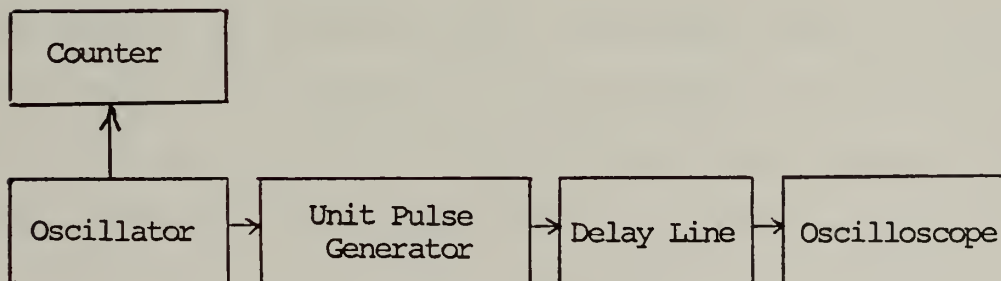 Counter
Oscillator
Unit Pulse
Generator
Delay Line
Oscilloscope